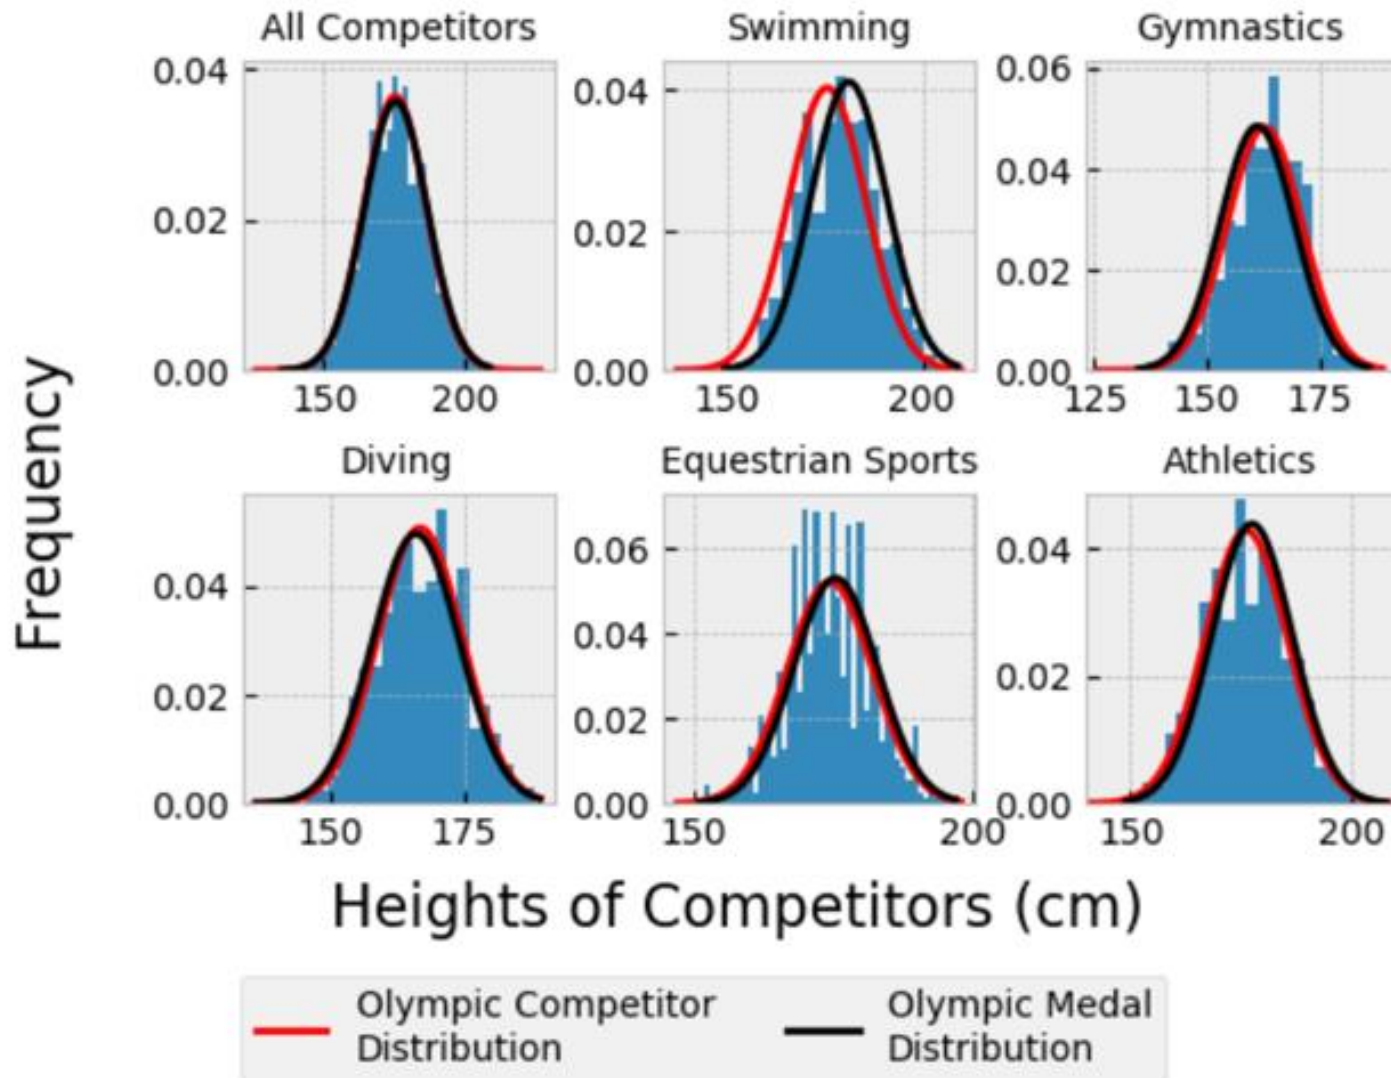 All Competitors Swimming Gymnastics
0.04
0.02
0.00
150 200
0.04
0.02
0.00
150 200
0.06
0.04
0.02
0.00
125 150 175
Diving Equestrian Sports Athletics
0.04
0.02
0.00
150 175
0.06
0.04
0.02
0.00
150 200
0.04
0.02
0.00
150 200
Frequency
Heights of Competitors (cm)
Olympic Competitor
Distribution
Olympic Medal
Distribution